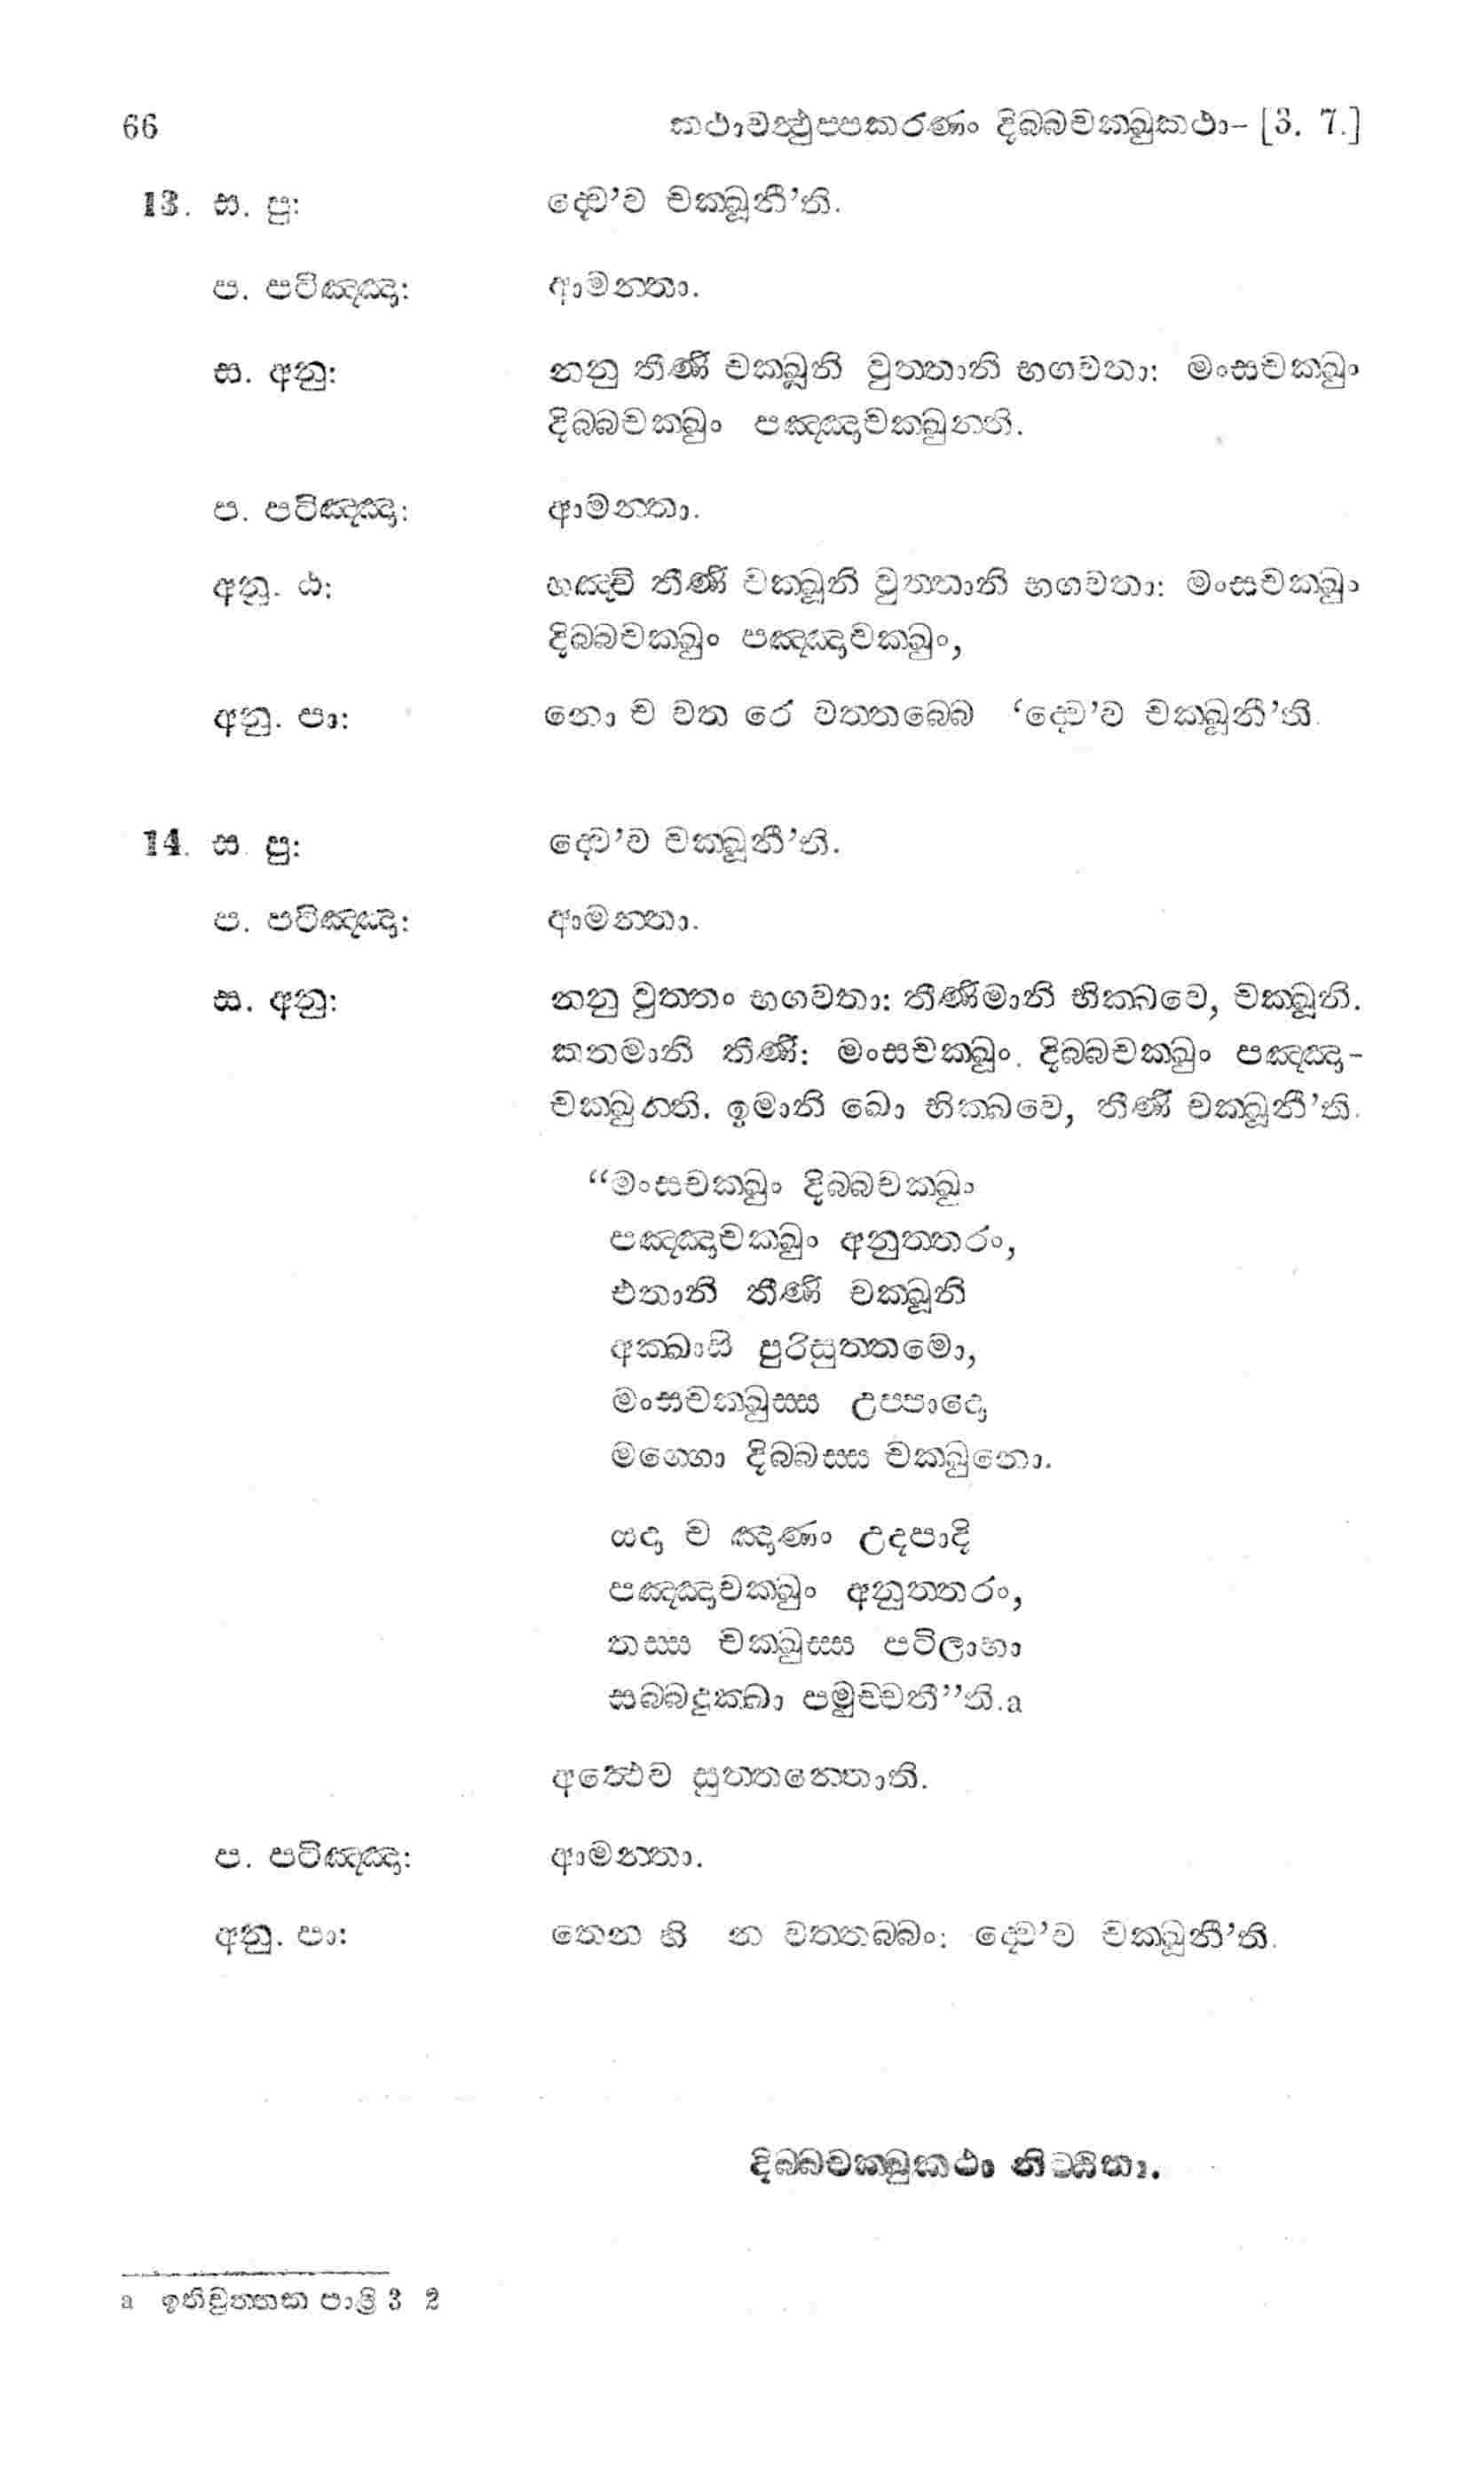 66 කථාවත්‍ථුප්‍පකරණං දිබ්‍බචක්‍ඛුකථා– [3. 7.]
13. ස. පු: ද්‍වෙ’ව චක්‍ඛූනී’ති.
ප. පටිඤ්ඤා: ආමන්‍තා.
ස. අනු: නනු තීණි චක්‍ඛූනි වුත්‍තානි භගවතා: මංසචක්‍ඛුං
දිබ්‍බචක්‍ඛුං පඤ්ඤාචක්‍ඛුන්‍ති.
ප. පටිඤ්ඤා: ආමන්‍තා.
අනු. ඨ: හඤ්චි තීණි චක්‍ඛූනි වුත්‍තානි භගවතා: මංසචක්‍ඛුං
දිබ්‍බචක්‍ඛුං පඤ්ඤාචක්‍ඛුං,
අනු. පා: නො ච වත රේ වත්‍තබ්‍බෙ ‘ද්‍වෙ’ව චක්‍ඛූනී’ති.
14. ස. පු: ද්‍වෙ’ව චක්‍ඛූනී’ති.
ප. පටිඤ්ඤා: ආමන්‍තා.
ස. අනු: නනු වුත්‍තං භගවතා: තීණිමානි භික්‍ඛවෙ, චක්‍ඛූනි.
කතමානි තීණි: මංසචක්‍ඛුං. දිබ්‍බචක්‍ඛුං පඤ්ඤා-
චක්‍ඛුන්‍ති. ඉමානි ඛො භික්‍ඛවෙ, තීණි චක්‍ඛූනී’ති.
“මංසචක්‍ඛුං දිබ්‍බචක්‍ඛුං
පඤ්ඤාචක්‍ඛුං අනුත්‍තරං,
එතානි තීණි චක්‍ඛූනි
අක්‍ඛාසි පුරිසුත්‍තමො,
මංසචක්‍ඛුස්‍ස උප්‍පාදො
මග්‍ගො දිබ්‍බස්‍ස චක්‍ඛුනො.
යදා ච ඤාණං උදපාදි
පඤ්ඤාචක්‍ඛුං අනුත්‍තරං,
තස්‍ස චක්‍ඛුස්‍ස පටිලාභා
සබ්‍බදුක්‍ඛා පමුච්චතී”ති.a
අත්‍ථෙව සුත්‍තන්‍තොති.
ප. පටිඤ්ඤා: ආමන්‍තා.
අනු. පා: තෙන හි න වත්‍තබ්‍බං: ද්‍වෙ’ව චක්‍ඛූනී’ති.
දිබ්‍බචක්‍ඛුකථා නිට්ඨිතා.
a ඉතිවුත්‍තක පාළි 3 2